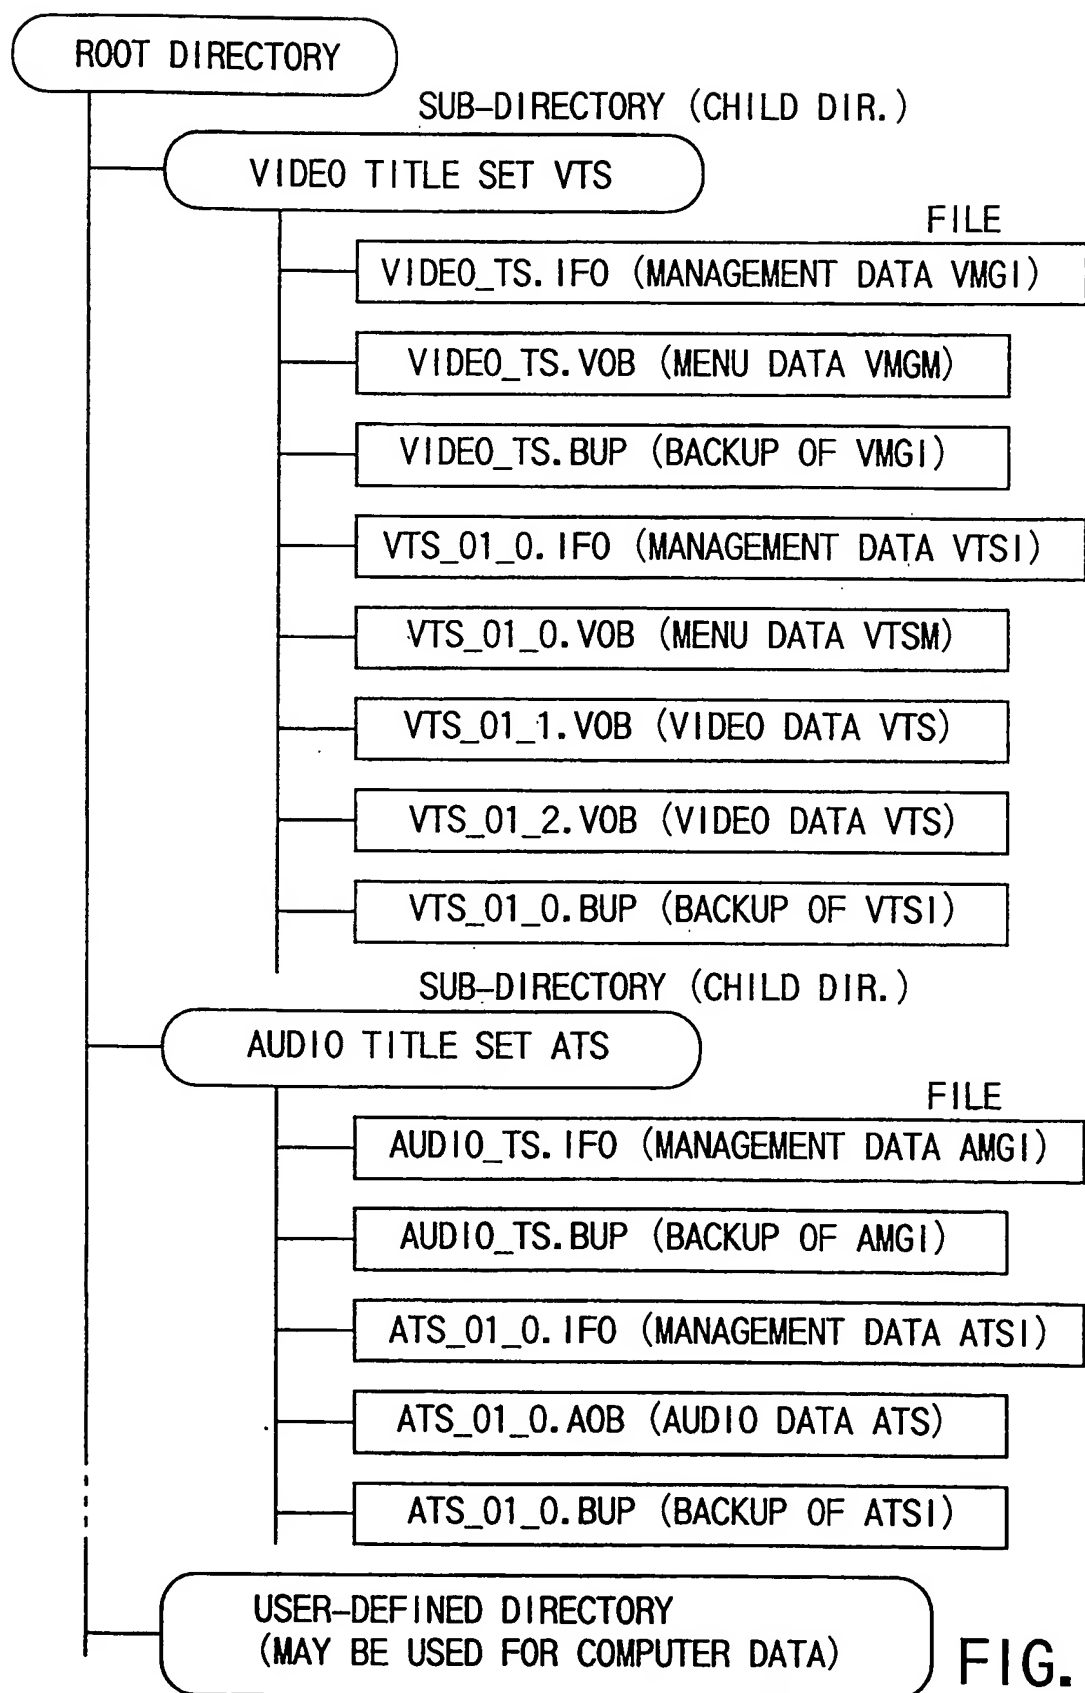 ROOT DIRECTORY
SUB-DIRECTORY (CHILD DIR.)
VIDEO TITLE SET VTS
FILE
VIDEO_TS.IFO (MANAGEMENT DATA VMGI)
VIDEO_TS.VOB (MENU DATA VMGM)
VIDEO_TS.BUP (BACKUP OF VMGI)
VTS_01_0.IFO (MANAGEMENT DATA VTSI)
VTS_01_0.VOB (MENU DATA VTSM)
VTS_01_1.VOB (VIDEO DATA VTS)
VTS_01_2.VOB (VIDEO DATA VTS)
VTS_01_0.BUP (BACKUP OF VTSI)
SUB-DIRECTORY (CHILD DIR.)
AUDIO TITLE SET ATS
FILE
AUDIO_TS.IFO (MANAGEMENT DATA AMGI)
AUDIO_TS.BUP (BACKUP OF AMGI)
ATS_01_0.IFO (MANAGEMENT DATA ATSI)
ATS_01_0.AOB (AUDIO DATA ATS)
ATS_01_0.BUP (BACKUP OF ATSI)
USER-DEFINED DIRECTORY
(MAY BE USED FOR COMPUTER DATA)
FIG.